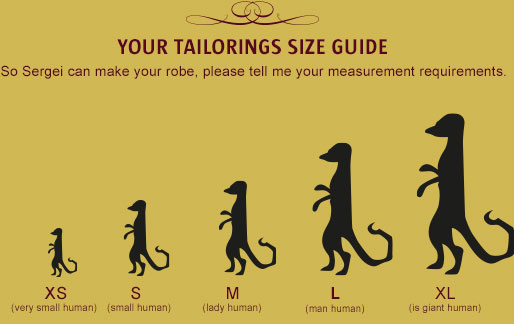 YOUR TAILORINGS SIZE GUIDE
So Sergei can make your robe, please tell me your measurement requirements.
XS S M L XL
(very small human) (small human) (lady human) (man human) (is giant human)